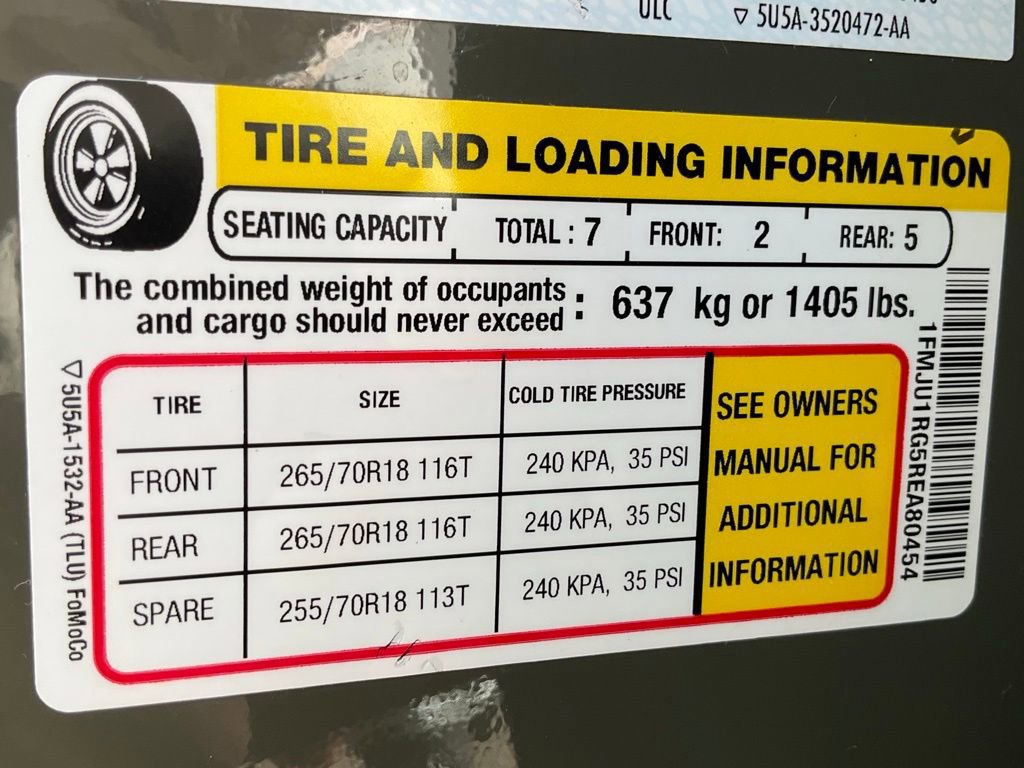 ULC
▽ 5U5A-3520472-AA
TIRE AND LOADING INFORMATION
SEATING CAPACITY TOTAL : 7 FRONT: 2 REAR: 5
The combined weight of occupants
and cargo should never exceed : 637 kg or 1405 lbs.
TIRE SIZE COLD TIRE PRESSURE
FRONT 265/70R18 116T 240 KPA, 35 PSI
REAR 265/70R18 116T 240 KPA, 35 PSI
SPARE 255/70R18 113T 240 KPA, 35 PSI
SEE OWNERS
MANUAL FOR
ADDITIONAL
INFORMATION
1FMJU1RG5REA80454
▽ 5U5A-1532-AA (TLU) FoMoCo